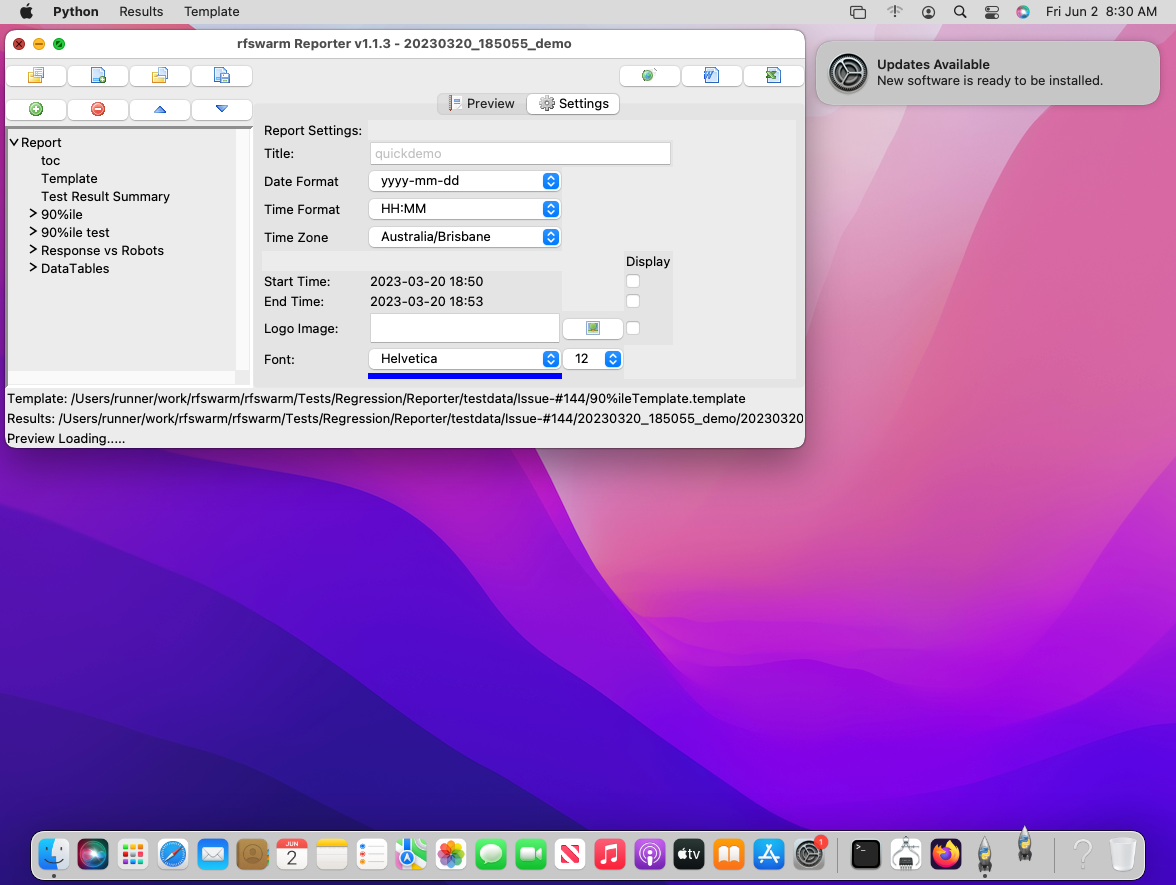 Python Results Template Fri Jun 2 8:30 AM
rfswarm Reporter v1.1.3 - 20230320_185055_demo
Updates Available
New software is ready to be installed.
Preview Settings
Report
toc
Template
Test Result Summary
90%ile
90%ile test
Response vs Robots
DataTables
Report Settings:
Title: quickdemo
Date Format yyyy-mm-dd
Time Format HH:MM
Time Zone Australia/Brisbane
Display
Start Time: 2023-03-20 18:50
End Time: 2023-03-20 18:53
Logo Image:
Font: Helvetica 12
Template: /Users/runner/work/rfswarm/rfswarm/Tests/Regression/Reporter/testdata/Issue-#144/90%ileTemplate.template
Results: /Users/runner/work/rfswarm/rfswarm/Tests/Regression/Reporter/testdata/Issue-#144/20230320_185055_demo/20230320
Preview Loading.....
JUN
2
tv
1